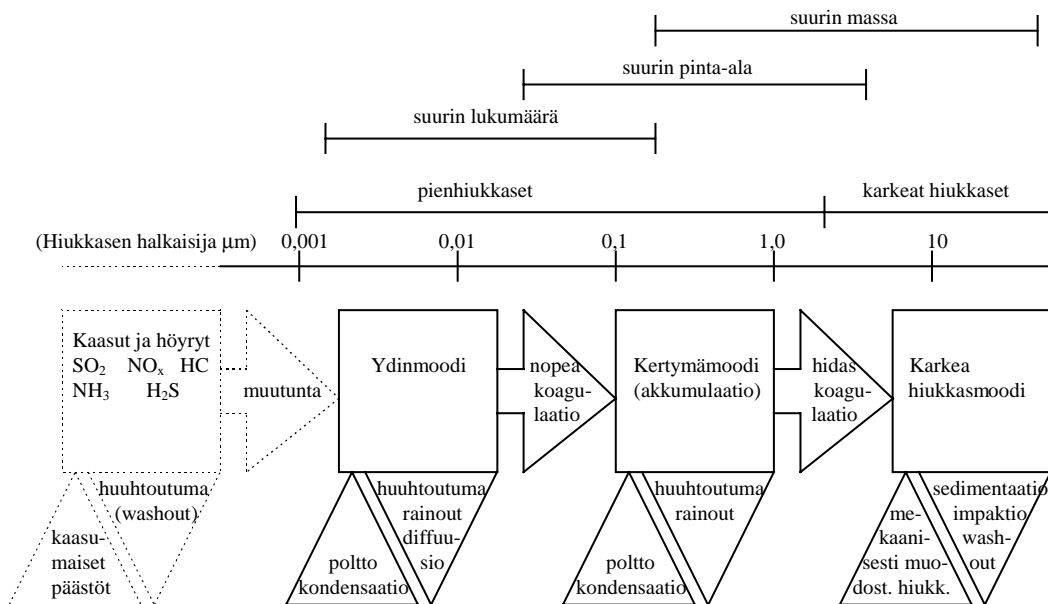 suurin massa
suurin pinta-ala
suurin lukumäärä
pienhiukkaset
karkeat hiukkaset
(Hiukkasen halkaisija µm)
0,001
0,01
0,1
1,0
10
Kaasut ja höyryt
SO₂ NOₓ HC
NH₃ H₂S
muutunta
Ydinmoodi
nopea
koagu-
laatio
Kertymämoodi
(akkumulaatio)
hidas
koagu-
laatio
Karkea
hiukkasmoodi
kaasu-
maiset
päästöt
huuhtoutuma
(washout)
poltto
kondensaatio
huuhtoutuma
rainout
diffuu-
sio
poltto
kondensaatio
huuhtoutuma
rainout
me-
kaani-
sesti muo-
dost. hiukk.
sedimentaatio
impaktio
wash-
out